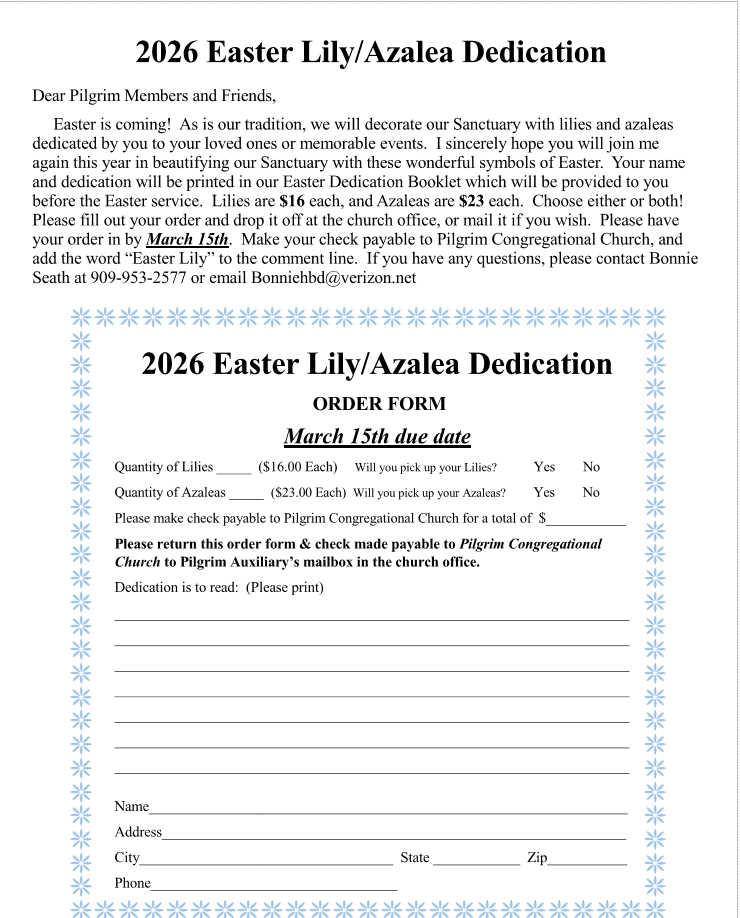 2026 Easter Lily/Azalea Dedication
Dear Pilgrim Members and Friends,
Easter is coming!  As is our tradition, we will decorate our Sanctuary with lilies and azaleas
dedicated by you to your loved ones or memorable events.  I sincerely hope you will join me
again this year in beautifying our Sanctuary with these wonderful symbols of Easter.  Your name
and dedication will be printed in our Easter Dedication Booklet which will be provided to you
before the Easter service.  Lilies are $16 each, and Azaleas are $23 each.  Choose either or both!
Please fill out your order and drop it off at the church office, or mail it if you wish.  Please have
your order in by March 15th.  Make your check payable to Pilgrim Congregational Church, and
add the word “Easter Lily” to the comment line.  If you have any questions, please contact Bonnie
Seath at 909-953-2577 or email Bonniehbd@verizon.net
2026 Easter Lily/Azalea Dedication
ORDER FORM
March 15th due date
Quantity of Lilies _____ ($16.00 Each) Will you pick up your Lilies? Yes No
Quantity of Azaleas _____ ($23.00 Each) Will you pick up your Azaleas? Yes No
Please make check payable to Pilgrim Congregational Church for a total of $___________
Please return this order form & check made payable to Pilgrim Congregational
Church to Pilgrim Auxiliary’s mailbox in the church office.
Dedication is to read:  (Please print)
Name
Address
City State Zip
Phone